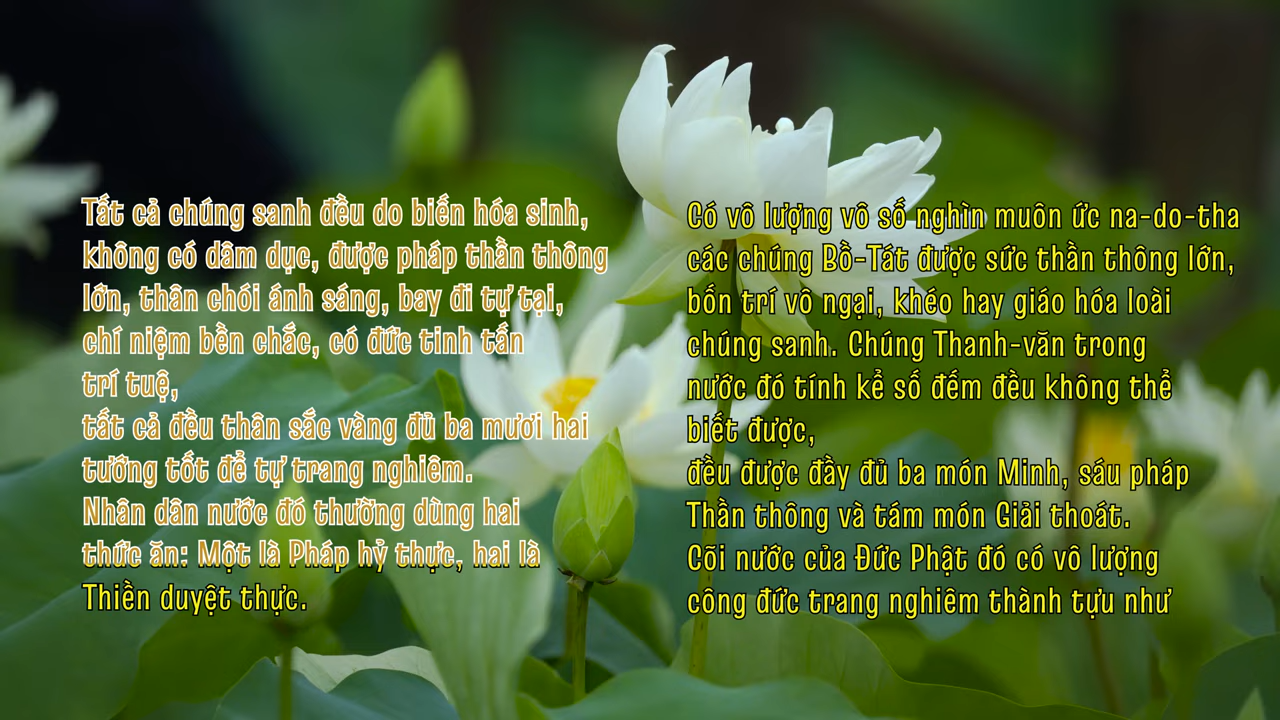 Tất cả chúng sanh đều do biến hóa sinh,
không có dâm dục, được pháp thần thông
lớn, thân chói ánh sáng, bay đi tự tại,
chí niệm bền chắc, có đức tinh tấn
trí tuệ,
tất cả đều thân sắc vàng đủ ba mươi hai
tướng tốt để tự trang nghiêm.
Nhân dân nước đó thường dùng hai
thức ăn: Một là Pháp hỷ thực, hai là
Thiền duyệt thực.
Có vô lượng vô số nghìn muôn ức na-do-tha
các chúng Bồ-Tát được sức thần thông lớn,
bốn trí vô ngại, khéo hay giáo hóa loài
chúng sanh. Chúng Thanh-văn trong
nước đó tính kể số đếm đều không thể
biết được,
đều được đầy đủ ba món Minh, sáu pháp
Thần thông và tám món Giải thoát.
Cõi nước của Đức Phật đó có vô lượng
công đức trang nghiêm thành tựu như